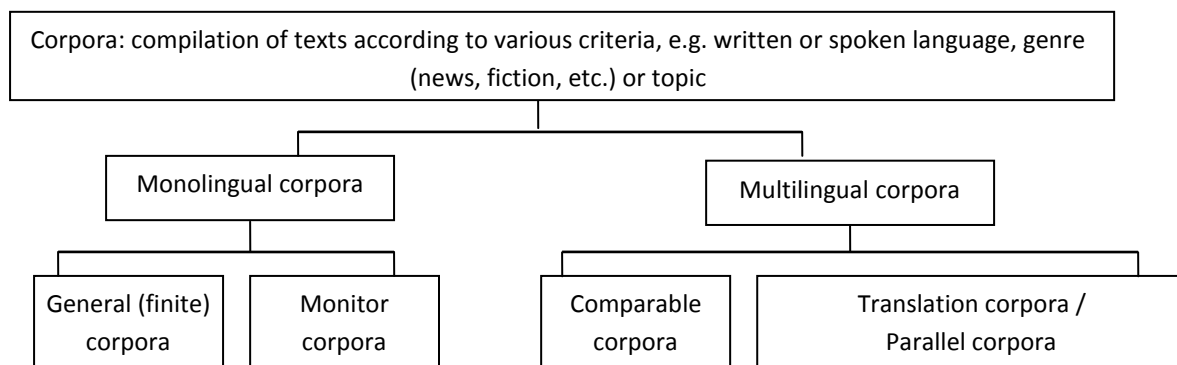 Corpora: compilation of texts according to various criteria, e.g. written or spoken language, genre
(news, fiction, etc.) or topic
Monolingual corpora
Multilingual corpora
General (finite)
corpora
Monitor
corpora
Comparable
corpora
Translation corpora /
Parallel corpora